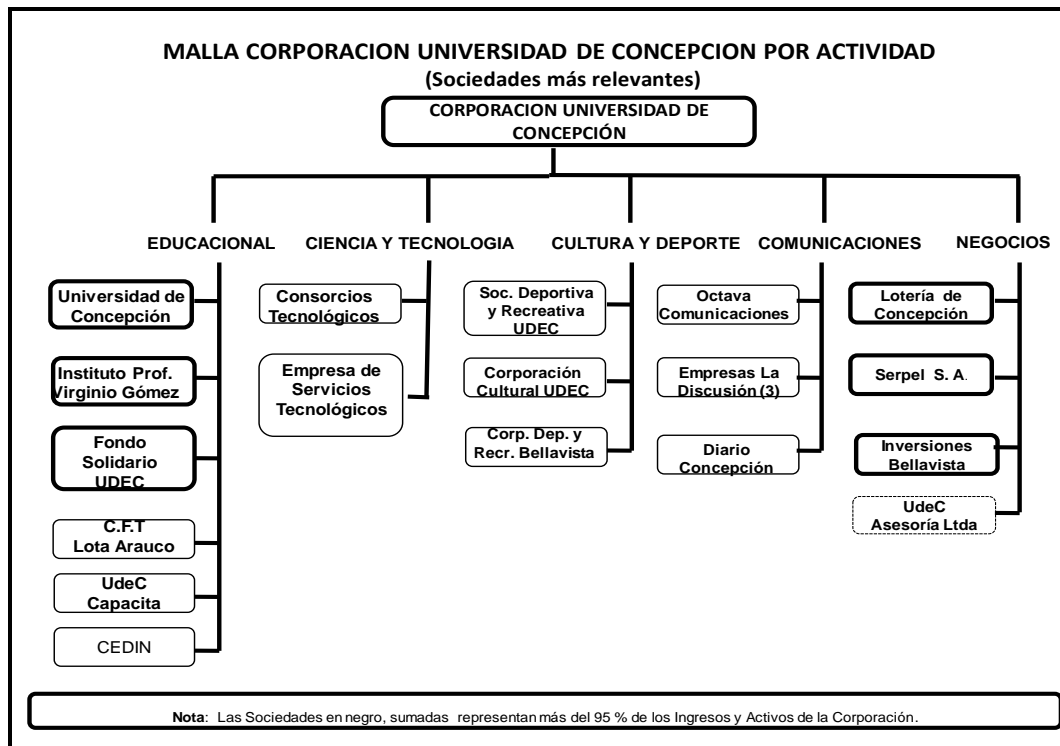 MALLA CORPORACION UNIVERSIDAD DE CONCEPCION POR ACTIVIDAD
(Sociedades más relevantes)
CORPORACION UNIVERSIDAD DE
CONCEPCIÓN
EDUCACIONAL
Universidad de
Concepción
Instituto Prof.
Virginio Gómez
Fondo
Solidario
UDEC
C.F.T
Lota Arauco
UdeC
Capacita
CEDIN
CIENCIA Y TECNOLOGIA
Consorcios
Tecnológicos
Empresa de
Servicios
Tecnológicos
CULTURA Y DEPORTE
Soc. Deportiva
y Recreativa
UDEC
Corporación
Cultural UDEC
Corp. Dep. y
Recr. Bellavista
COMUNICACIONES
Octava
Comunicaciones
Empresas La
Discusión (3)
Diario
Concepción
NEGOCIOS
Lotería de
Concepción
Serpel S. A.
Inversiones
Bellavista
UdeC
Asesoría Ltda
Nota: Las Sociedades en negro, sumadas representan más del 95 % de los Ingresos y Activos de la Corporación.